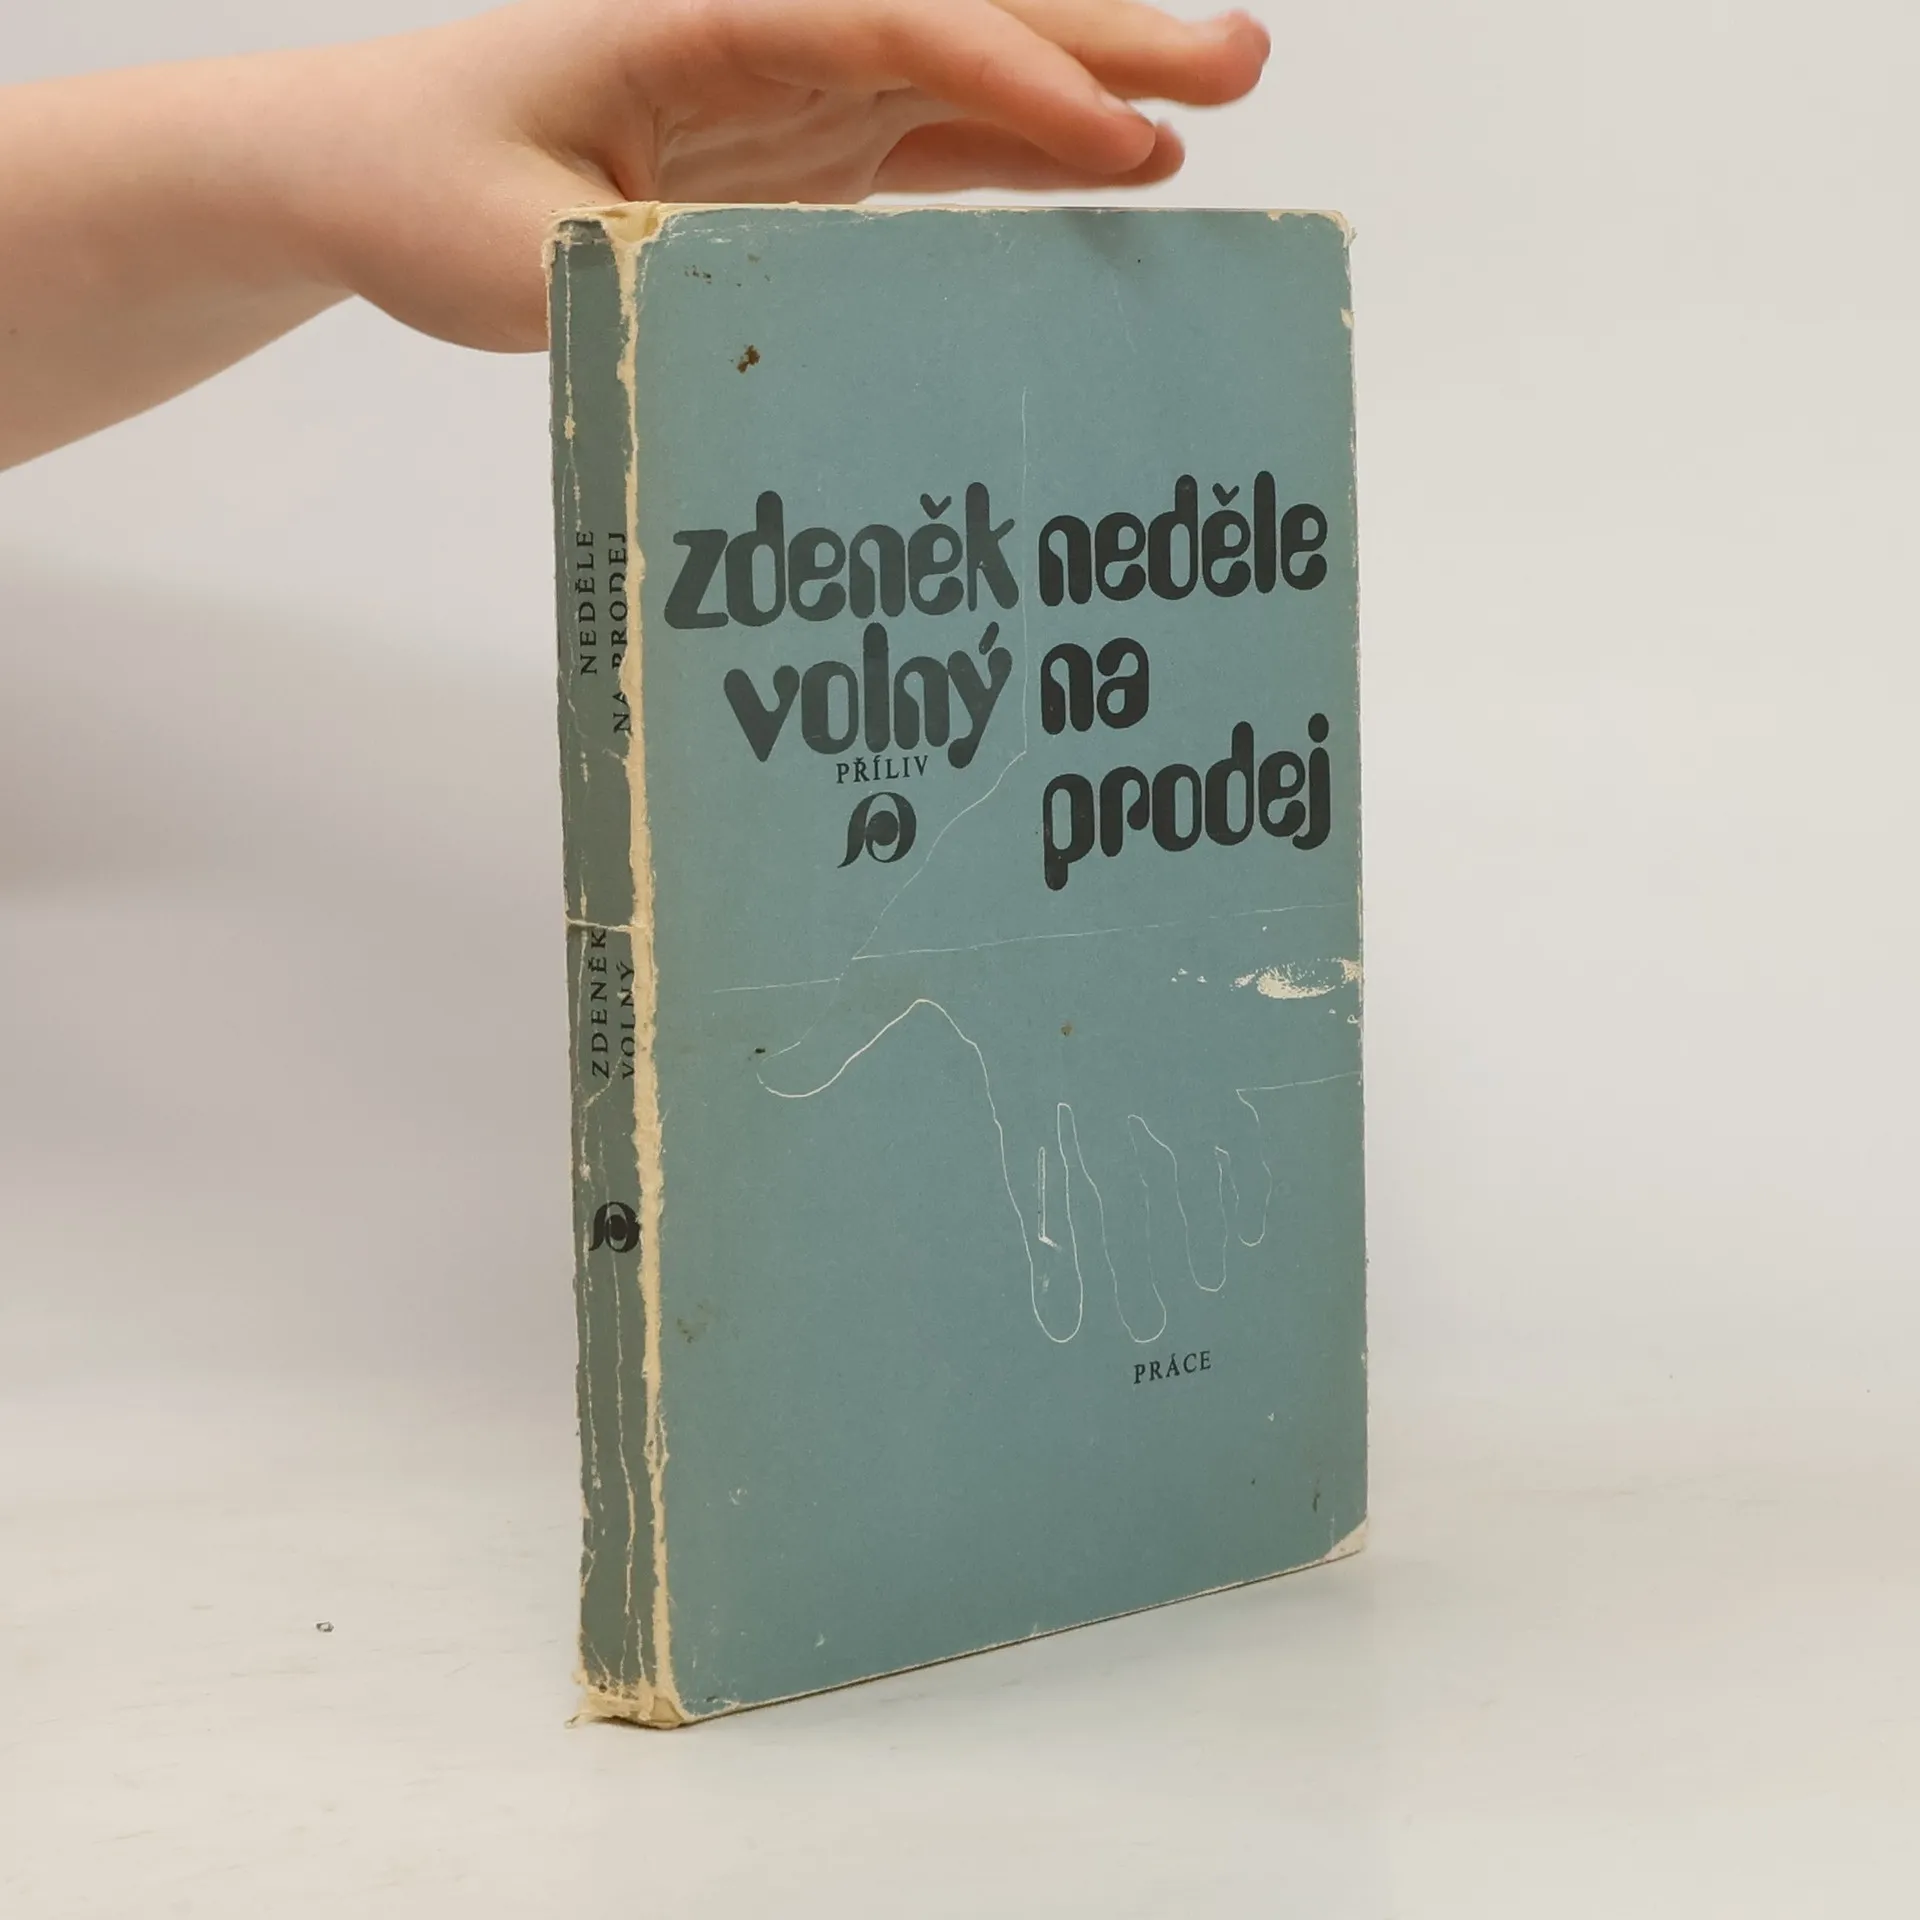 zdeněk
volný
PŘÍLIV
neděle
na
prodej
PRÁCE
NEDĚLE
NA PRODEJ
ZDENĚK
VOLNÝ